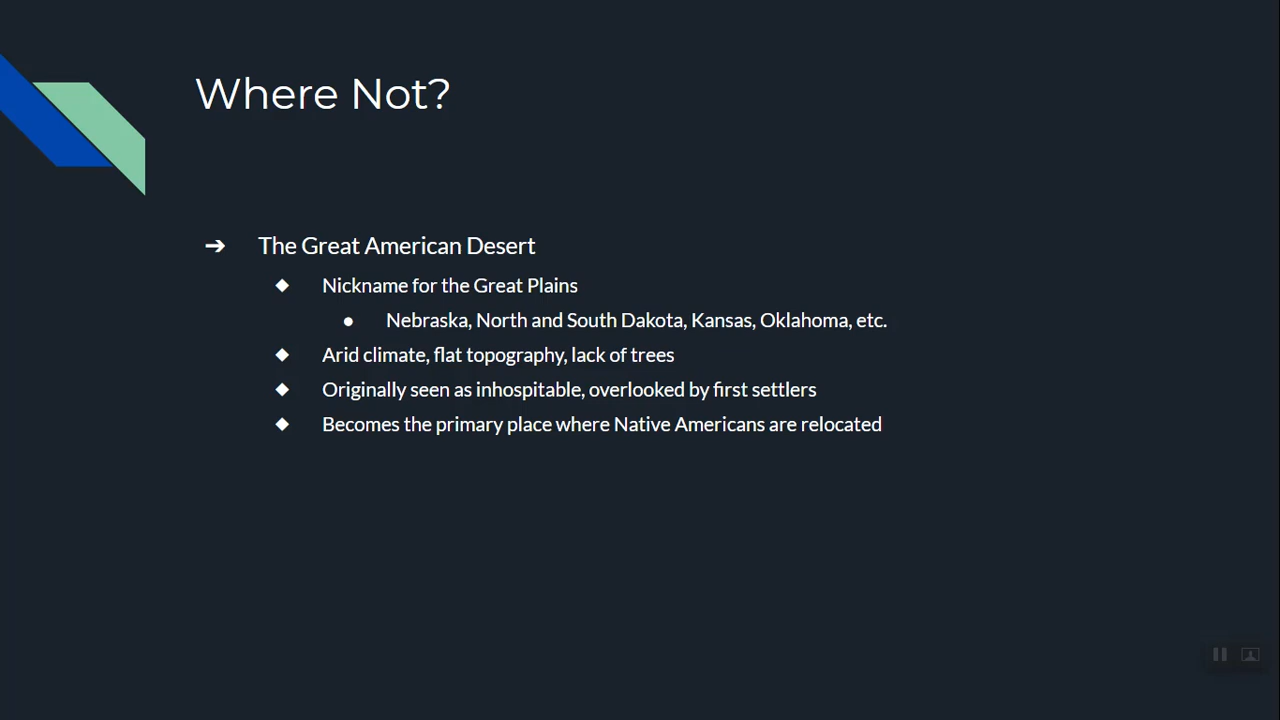 Where Not?
➔ The Great American Desert
◆ Nickname for the Great Plains
● Nebraska, North and South Dakota, Kansas, Oklahoma, etc.
◆ Arid climate, flat topography, lack of trees
◆ Originally seen as inhospitable, overlooked by first settlers
◆ Becomes the primary place where Native Americans are relocated